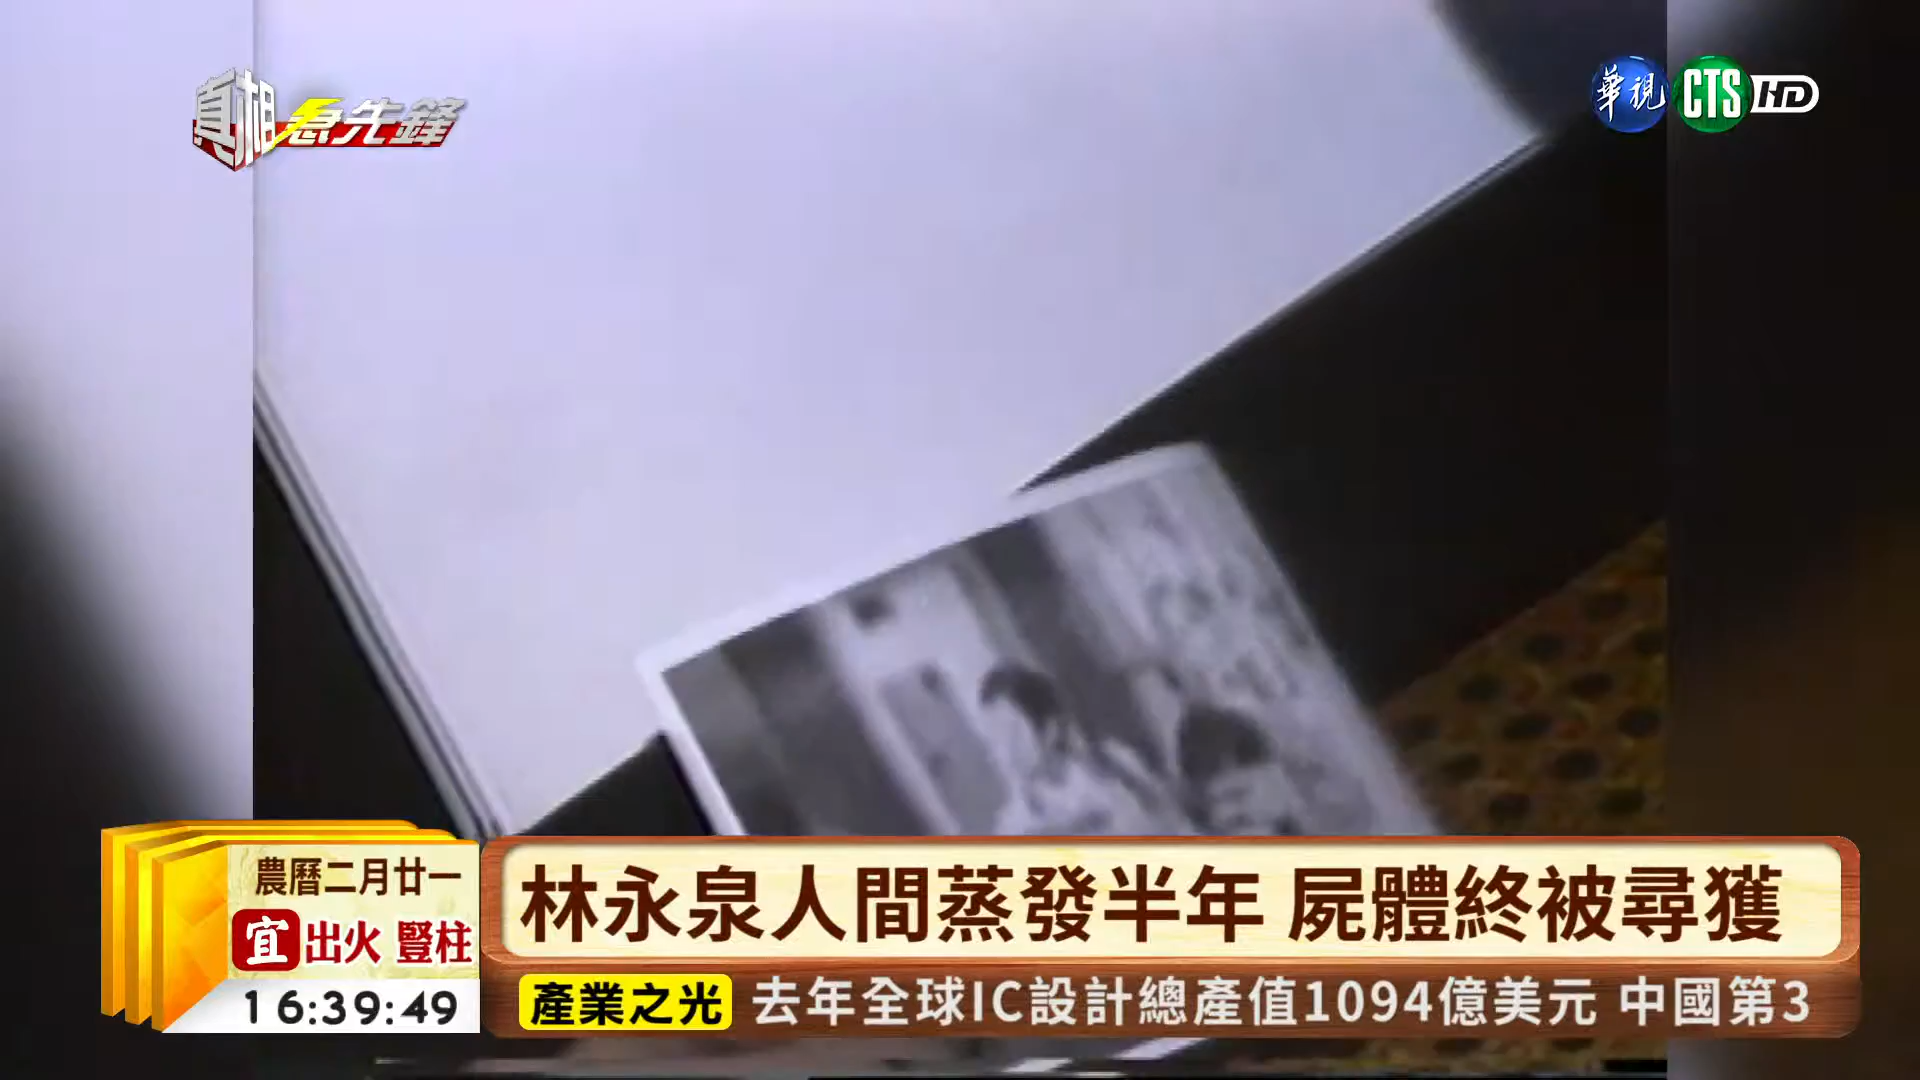 真相急先鋒
華視 CTS HD
農曆二月廿一
宜 出火 豎柱
16:39:49
林永泉人間蒸發半年 屍體終被尋獲
產業之光 去年全球IC設計總產值1094億美元 中國第3